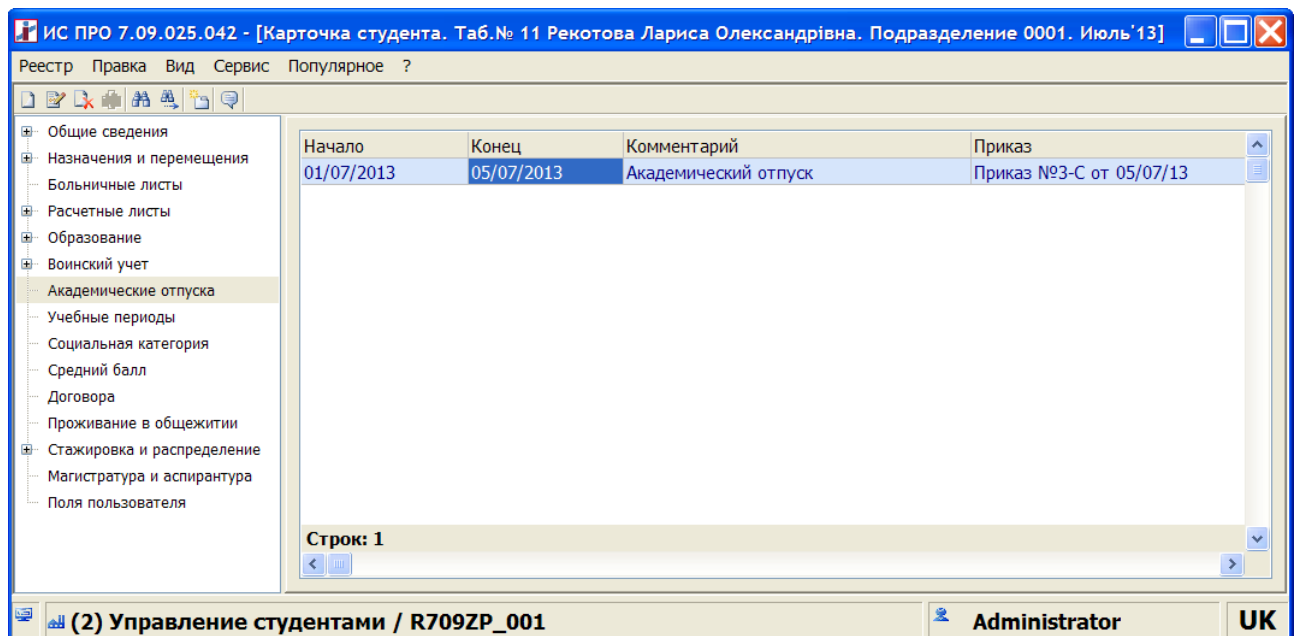 ИС ПРО 7.09.025.042 - [Карточка студента. Таб.№ 11 Рекотова Лариса Олександрівна. Подразделение 0001. Июль'13]
Реестр Правка Вид Сервис Популярное ?
Общие сведения
Назначения и перемещения
Больничные листы
Расчетные листы
Образование
Воинский учет
Академические отпуска
Учебные периоды
Социальная категория
Средний балл
Договора
Проживание в общежитии
Стажировка и распределение
Магистратура и аспирантура
Поля пользователя
Начало Конец Комментарий Приказ
01/07/2013 05/07/2013 Академический отпуск Приказ №3-С от 05/07/13
Строк: 1
(2) Управление студентами / R709ZP_001 Administrator UK